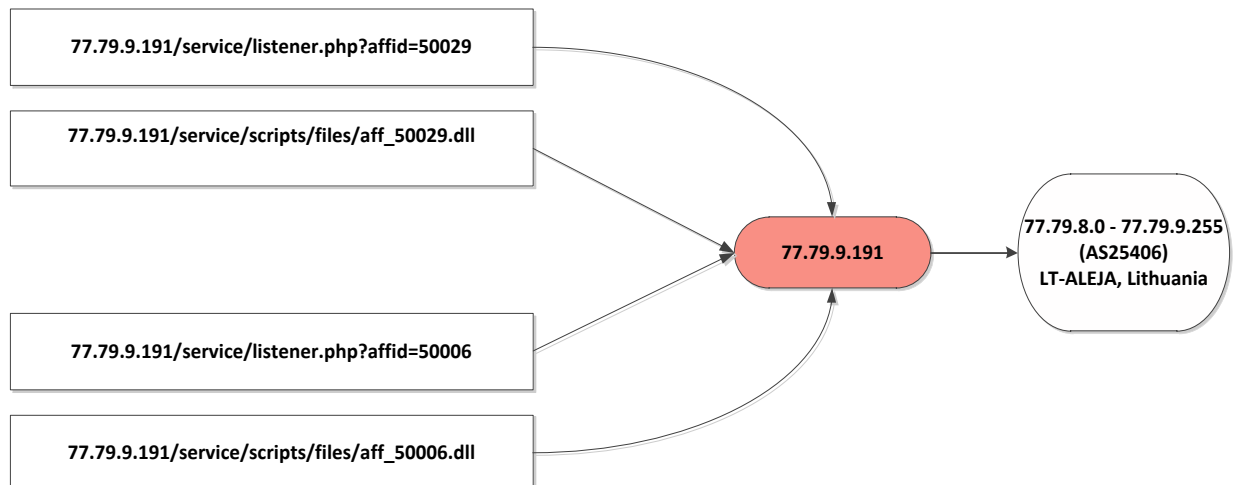 77.79.9.191/service/listener.php?affid=50029
77.79.9.191/service/scripts/files/aff_50029.dll
77.79.9.191/service/listener.php?affid=50006
77.79.9.191/service/scripts/files/aff_50006.dll
77.79.9.191
77.79.8.0 - 77.79.9.255
(AS25406)
LT-ALEJA, Lithuania